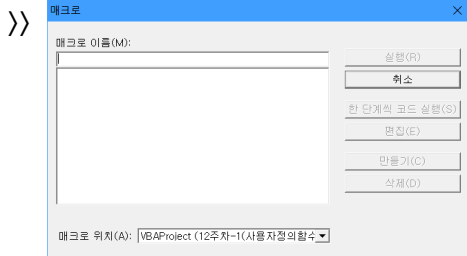 》
매크로
매크로 이름(M):
실행(R)
취소
한 단계씩 코드 실행(S)
편집(E)
만들기(C)
삭제(D)
매크로 위치(A): VBAProject (12주차-1(사용자정의함수